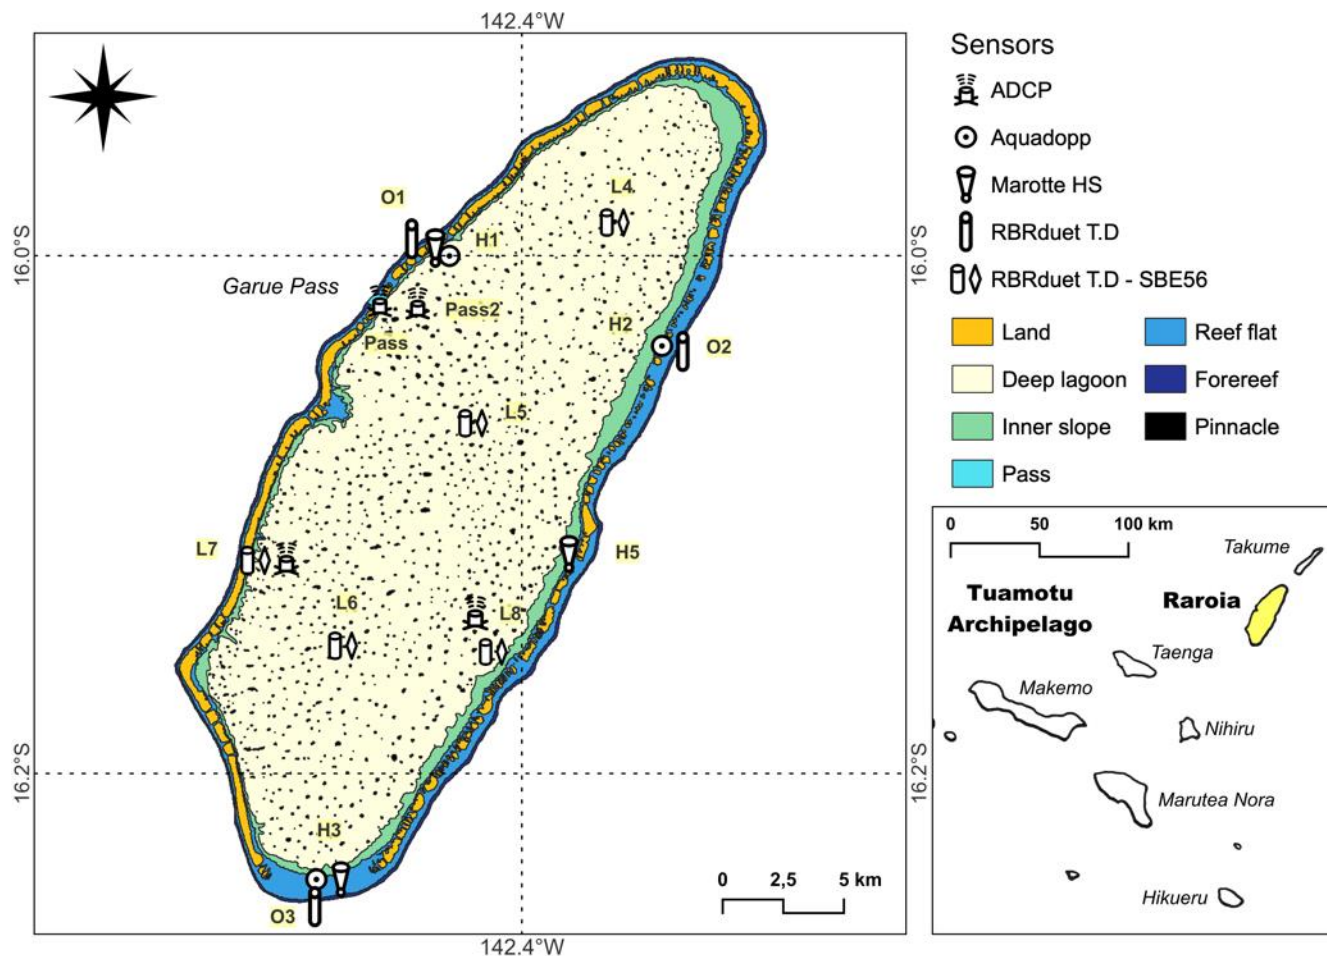 142.4°W
Sensors
ADCP
Aquadopp
Marotte HS
RBRduet T.D
RBRduet T.D - SBE56
Land
Reef flat
Deep lagoon
Forereef
Inner slope
Pinnacle
Pass
L4
O1
H1
16.0°S
16.0°S
Garue Pass
Pass2
Pass
H2
O2
L5
L7
H5
L6
L8
16.2°S
16.2°S
H3
O3
0 2,5 5 km
142.4°W
0 50 100 km
Takume
Tuamotu
Archipelago
Raroia
Taenga
Makemo
Nihiru
Marutea Nora
Hikueru